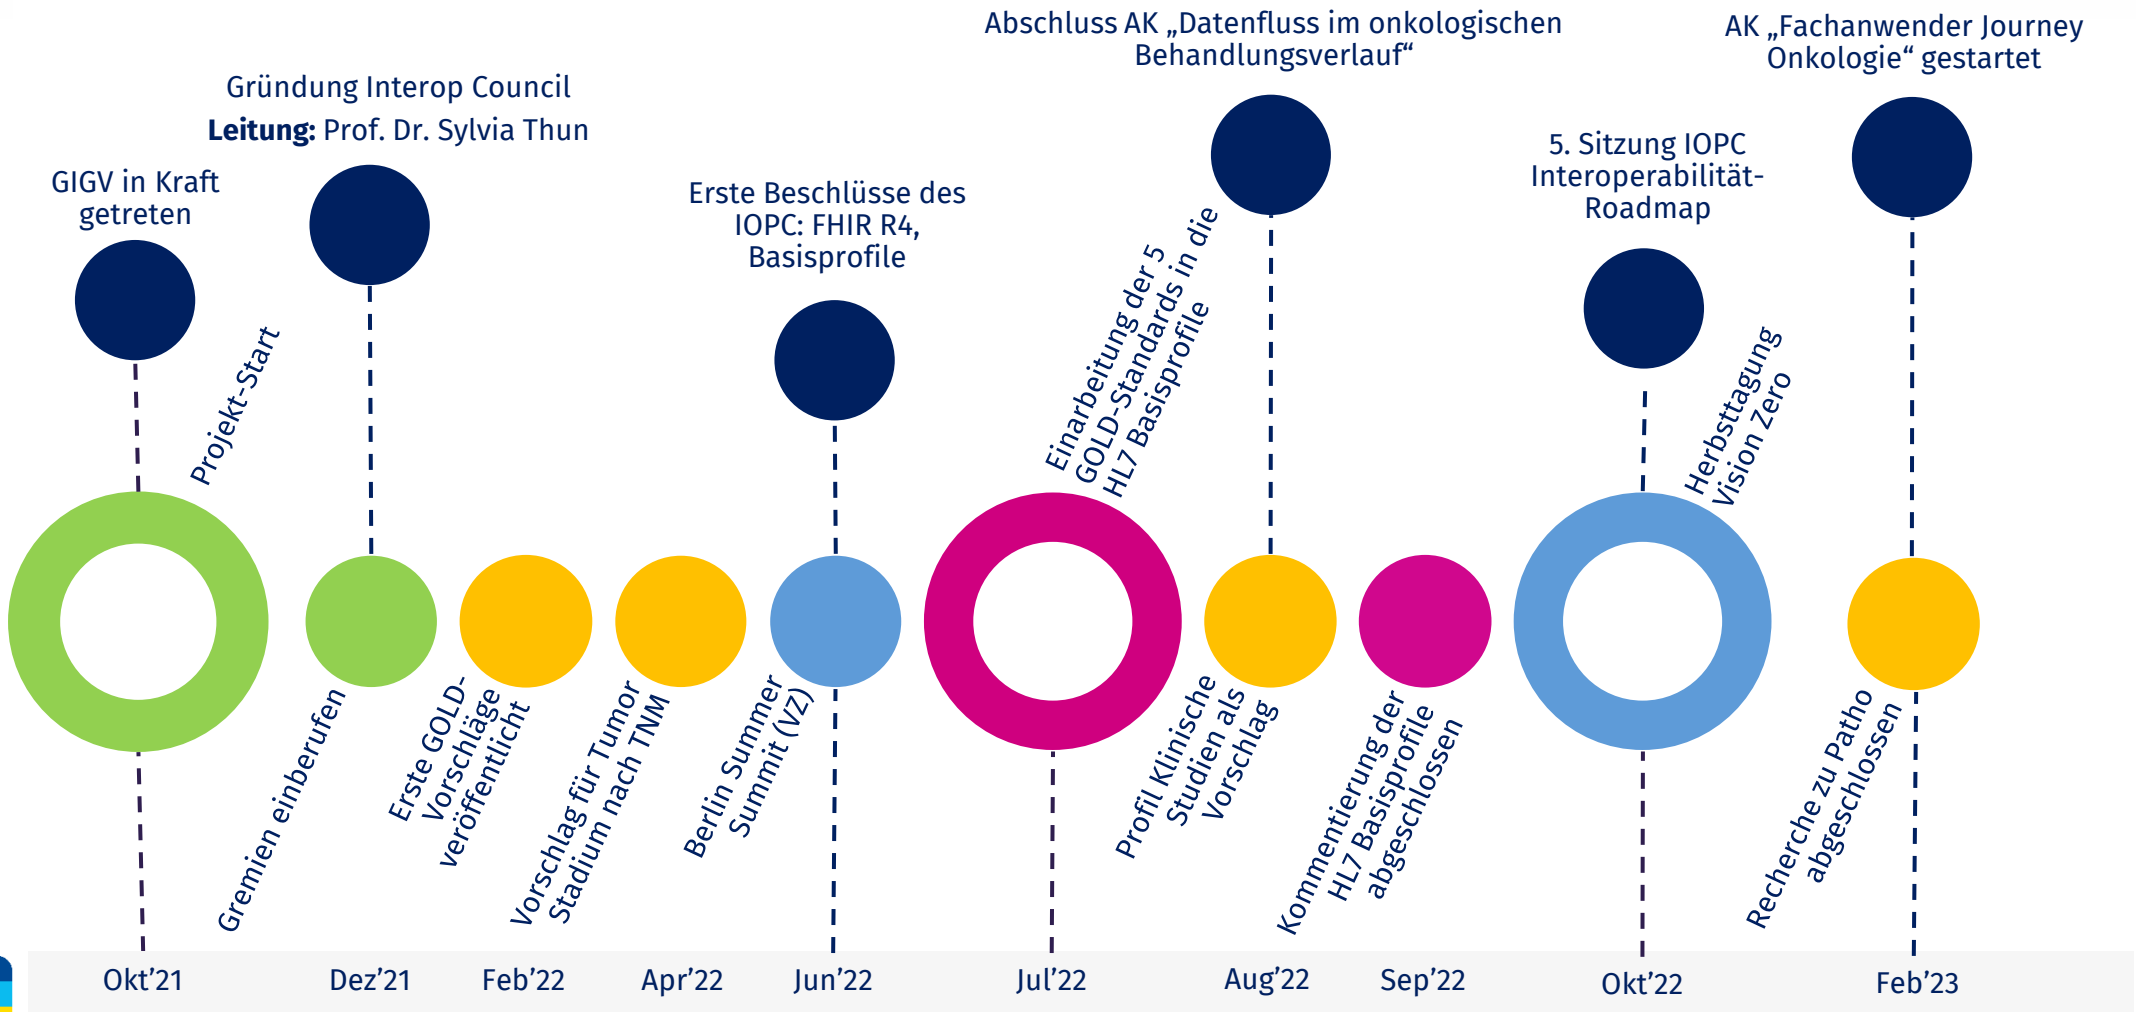 Abschluss AK „Datenfluss im onkologischen
Behandlungsverlauf“
AK „Fachanwender Journey
Onkologie“ gestartet
Gründung Interop Council
Leitung: Prof. Dr. Sylvia Thun
5. Sitzung IOPC
Interoperabilität-
Roadmap
GIGV in Kraft
getreten
Erste Beschlüsse des
IOPC: FHIR R4,
Basisprofile
Projekt-Start
Einarbeitung der 5
GOLD-Standards in die
HL7 Basisprofile
Herbsttagung
Vision Zero
Gremien einberufen
Erste GOLD-
Vorschläge
veröffentlicht
Vorschlag für Tumor
Stadium nach TNM
Berlin Summer
Summit (VZ)
Profil Klinische
Studien als
Vorschlag
Kommentierung der
HL7 Basisprofile
abgeschlossen
Recherche zu Patho
abgeschlossen
Okt’21
Dez’21
Feb’22
Apr’22
Jun’22
Jul’22
Aug’22
Sep’22
Okt’22
Feb’23